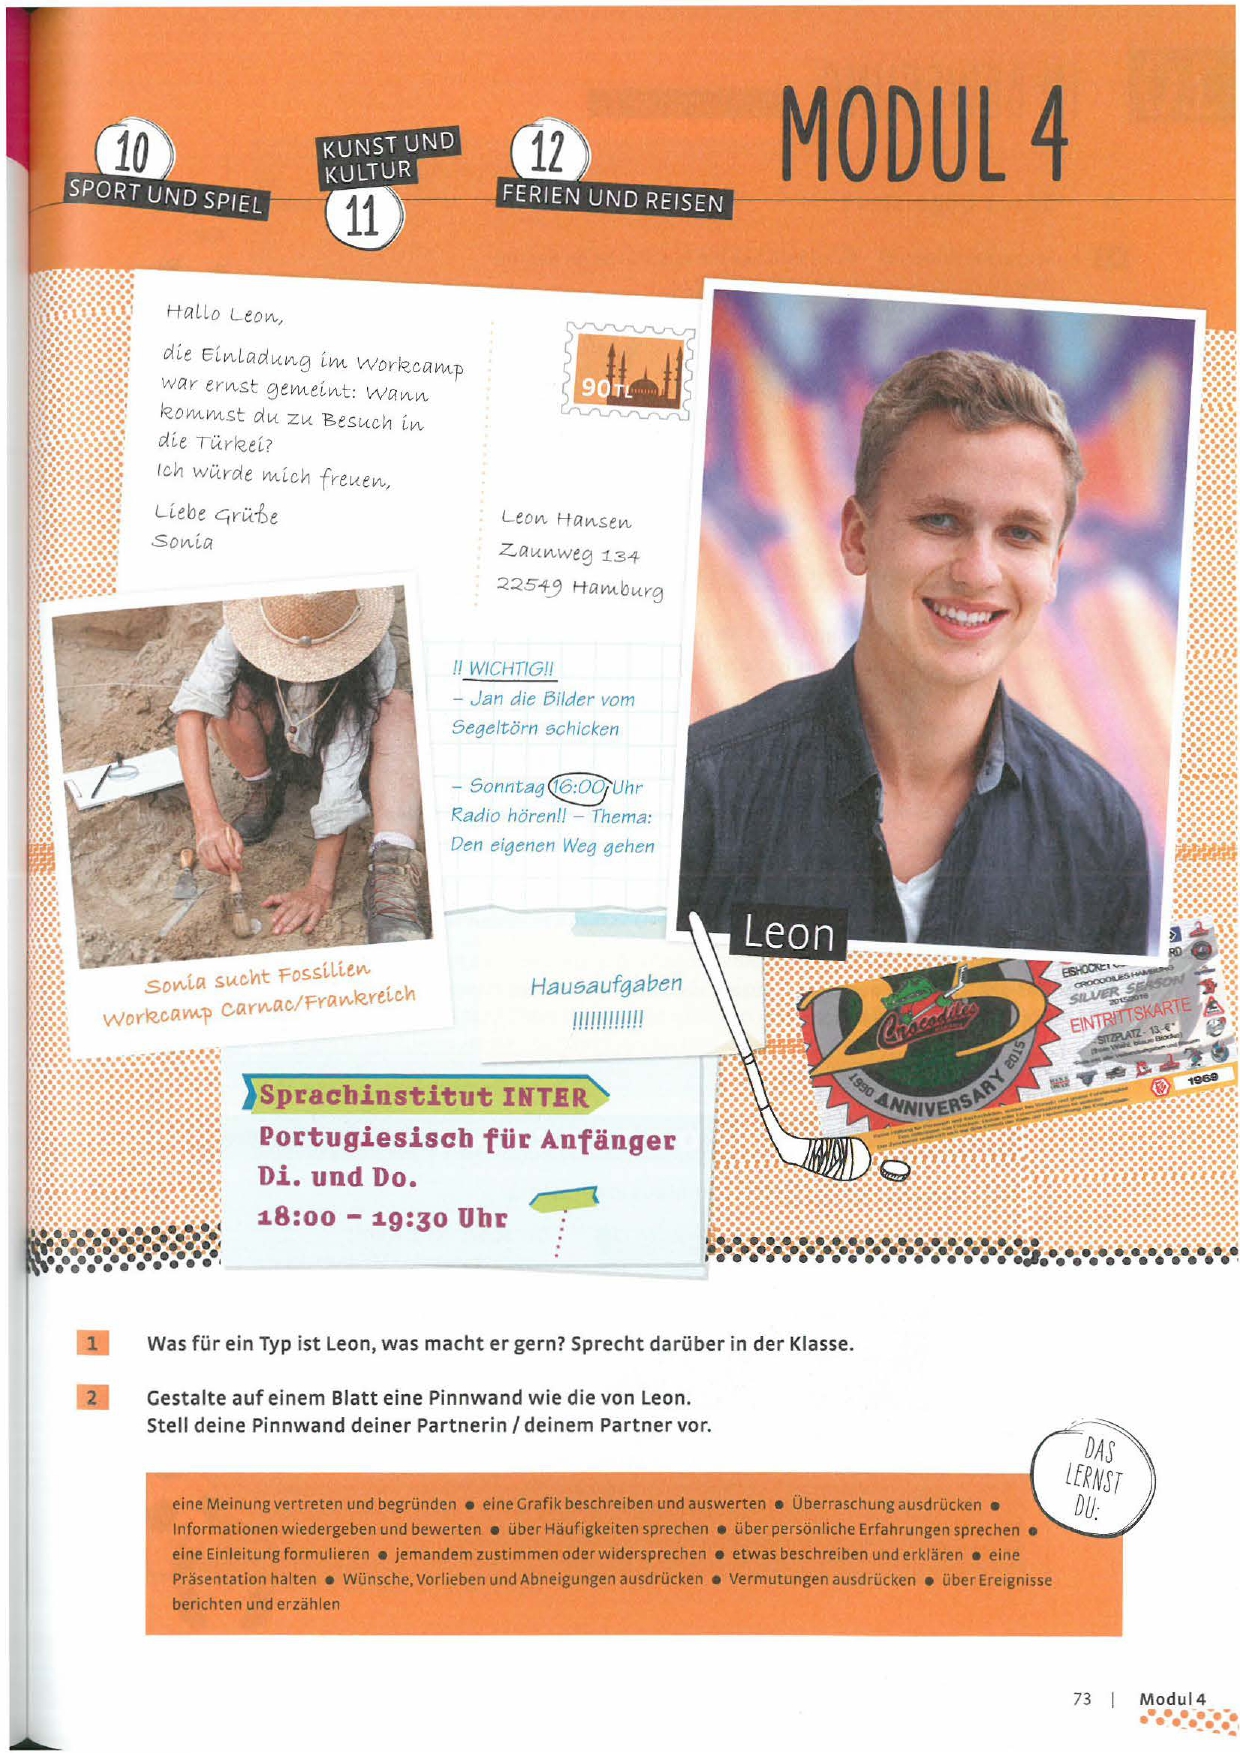 MODUL 4
10
SPORT UND SPIEL
KUNST UND
KULTUR
11
12
FERIEN UND REISEN
Hallo Leon,
die Einladung im Workcamp
war ernst gemeint: Wann
kommst du zu Besuch in
die Türkei?
Ich würde mich freuen,
Liebe Grüße
Sonia
90 TL
Leon Hansen
Zaunweg 134
22549 Hamburg
!! WICHTIG!!
– Jan die Bilder vom
Segeltörn schicken
– Sonntag 16:00 Uhr
Radio hören!! – Thema:
Den eigenen Weg gehen
Leon
Sonia sucht Fossilien
Workcamp Carnac/Frankreich
Hausaufgaben
!!!!!!!!!!!!
25
Crocodiles
1990 ANNIVERSARY 2015
CROCODILES HAMBURG
SILVER SEASON
2015/2016
EINTRITTSKARTE
SITZPLATZ - 13,-€*
1969
Sprachinstitut INTER
Portugiesisch für Anfänger
Di. und Do.
18:00 – 19:30 Uhr
1 Was für ein Typ ist Leon, was macht er gern? Sprecht darüber in der Klasse.
2 Gestalte auf einem Blatt eine Pinnwand wie die von Leon.
Stell deine Pinnwand deiner Partnerin / deinem Partner vor.
DAS
LERNST
DU:
eine Meinung vertreten und begründen ● eine Grafik beschreiben und auswerten ● Überraschung ausdrücken ●
Informationen wiedergeben und bewerten ● über Häufigkeiten sprechen ● über persönliche Erfahrungen sprechen ●
eine Einleitung formulieren ● jemandem zustimmen oder widersprechen ● etwas beschreiben und erklären ● eine
Präsentation halten ● Wünsche, Vorlieben und Abneigungen ausdrücken ● Vermutungen ausdrücken ● über Ereignisse
berichten und erzählen
73 | Modul 4